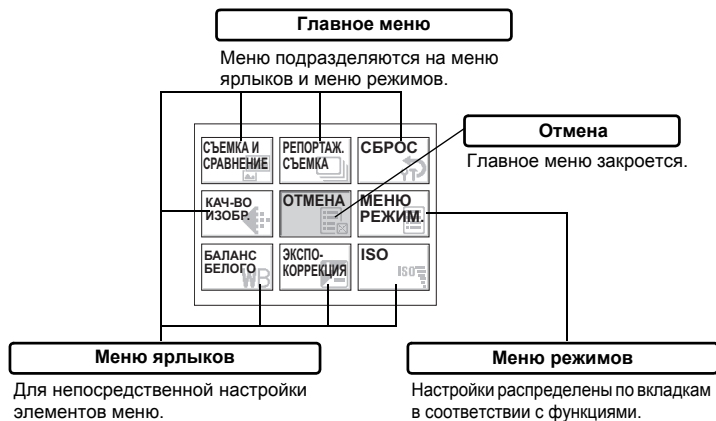 Главное меню
Меню подразделяются на меню
ярлыков и меню режимов.
Отмена
Главное меню закроется.
СЪЕМКА И
СРАВНЕНИЕ
РЕПОРТАЖ.
СЪЕМКА
СБРОС
КАЧ-ВО
ИЗОБР.
ОТМЕНА
МЕНЮ
РЕЖИМ.
БАЛАНС
БЕЛОГО
WB
ЭКСПО-
КОРРЕКЦИЯ
ISO
ISO
Меню ярлыков
Для непосредственной настройки
элементов меню.
Меню режимов
Настройки распределены по вкладкам
в соответствии с функциями.